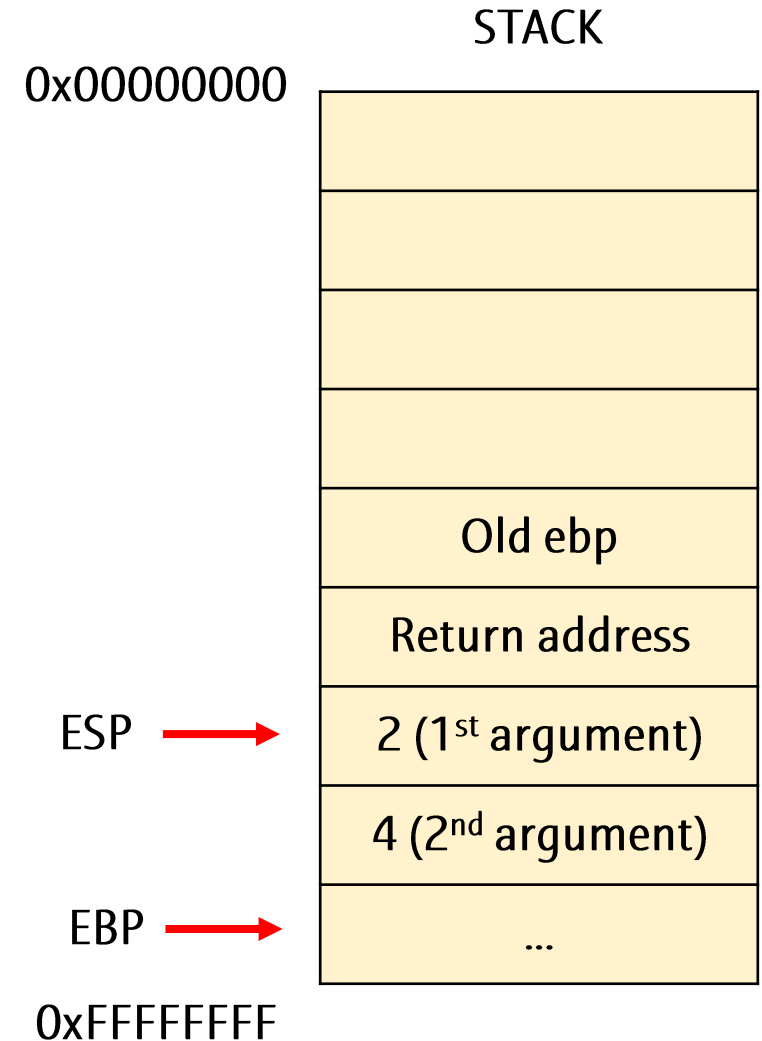 STACK
0x00000000
Old ebp
Return address
ESP
2 (1st argument)
4 (2nd argument)
EBP
...
0xFFFFFFFF